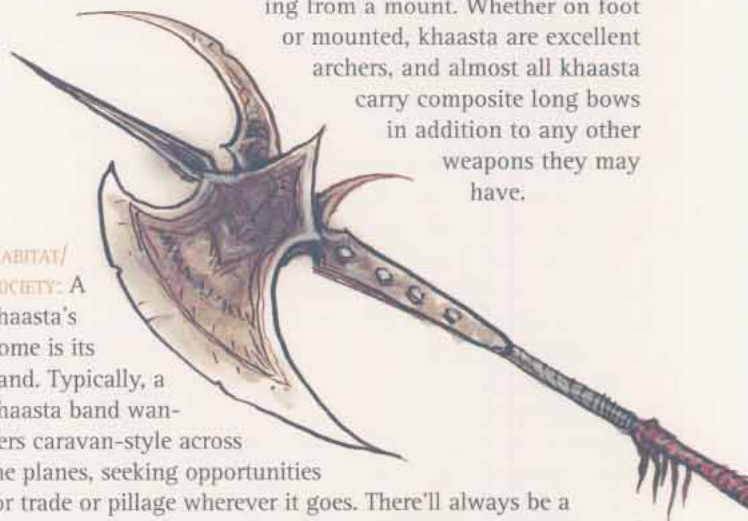 ing from a mount. Whether on foot
or mounted, khaasta are excellent
archers, and almost all khaasta
carry composite long bows
in addition to any other
weapons they may
have.
ABITAT/
OCIETY: A
haasta's
ome is its
and. Typically, a
haasta band wan-
ers caravan-style across
he planes, seeking opportunities
or trade or pillage wherever it goes. There'll always be a